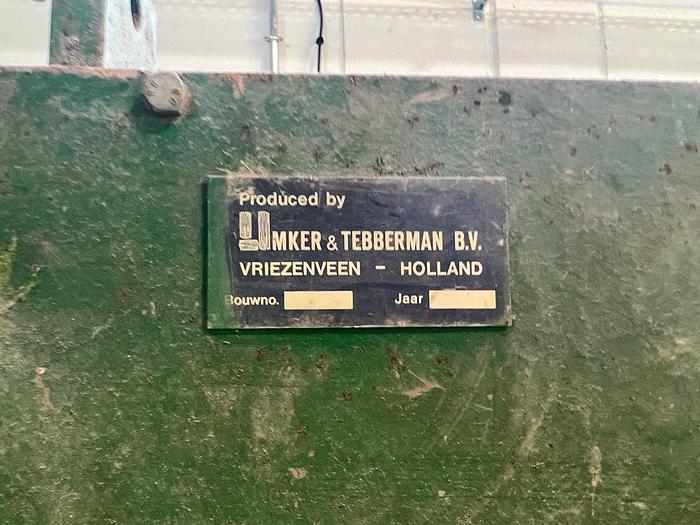 Produced by
UMKER & TEBBERMAN B.V.
VRIEZENVEEN - HOLLAND
Bouwno. Jaar